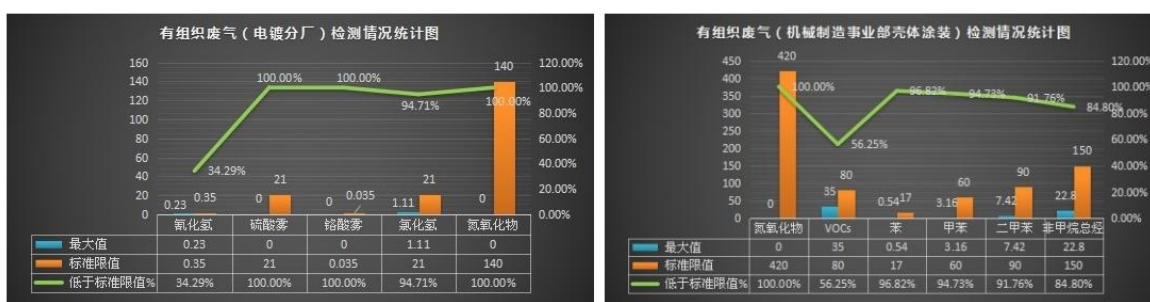 有组织废气（电镀分厂）检测情况统计图
160 120.00%
140 100.00%
120 80.00%
100 60.00%
80 40.00%
60 20.00%
40 0.00%
20
0
34.29% 100.00% 100.00% 94.71% 100.00%
0.23 0.35 0 21 0 0.035 1.11 21 0 140
氰化氢 硫酸雾 铬酸雾 氯化氢 氮氧化物
最大值 0.23 0 0 1.11 0
标准限值 0.35 21 0.035 21 140
低于标准限值% 34.29% 100.00% 100.00% 94.71% 100.00%
有组织废气（机械制造事业部壳体涂装）检测情况统计图
450 120.00%
400 100.00%
350 80.00%
300 60.00%
250 40.00%
200 20.00%
150 0.00%
100
50
0
100.00% 56.25% 96.82% 94.73% 91.76% 84.80%
0 420 35 80 0.54 17 3.16 60 7.42 90 22.8 150
氮氧化物 VOCs 苯 甲苯 二甲苯 非甲烷总烃
最大值 0 35 0.54 3.16 7.42 22.8
标准限值 420 80 17 60 90 150
低于标准限值% 100.00% 56.25% 96.82% 94.73% 91.76% 84.80%